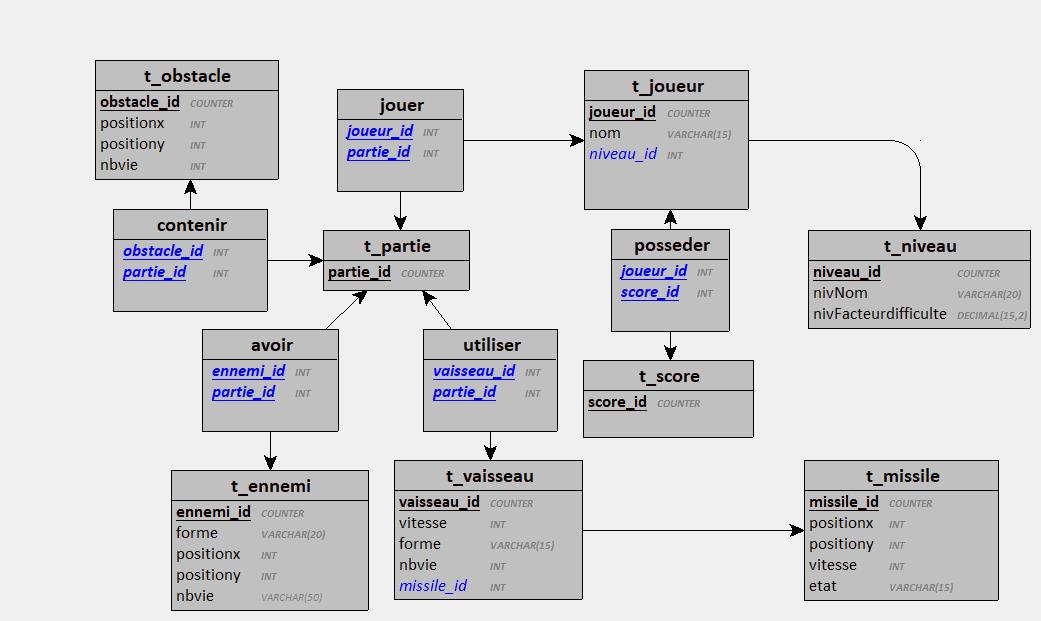 t_obstacle
obstacle_id COUNTER
positionx INT
positiony INT
nbvie INT
jouer
joueur_id INT
partie_id INT
t_joueur
joueur_id COUNTER
nom VARCHAR(15)
niveau_id INT
contenir
obstacle_id INT
partie_id INT
t_partie
partie_id COUNTER
posseder
joueur_id INT
score_id INT
t_niveau
niveau_id COUNTER
nivNom VARCHAR(20)
nivFacteurdifficulte DECIMAL(15,2)
avoir
ennemi_id INT
partie_id INT
utiliser
vaisseau_id INT
partie_id INT
t_score
score_id COUNTER
t_ennemi
ennemi_id COUNTER
forme VARCHAR(20)
positionx INT
positiony INT
nbvie VARCHAR(50)
t_vaisseau
vaisseau_id COUNTER
vitesse INT
forme VARCHAR(15)
nbvie INT
missile_id INT
t_missile
missile_id COUNTER
positionx INT
positiony INT
vitesse INT
etat VARCHAR(15)